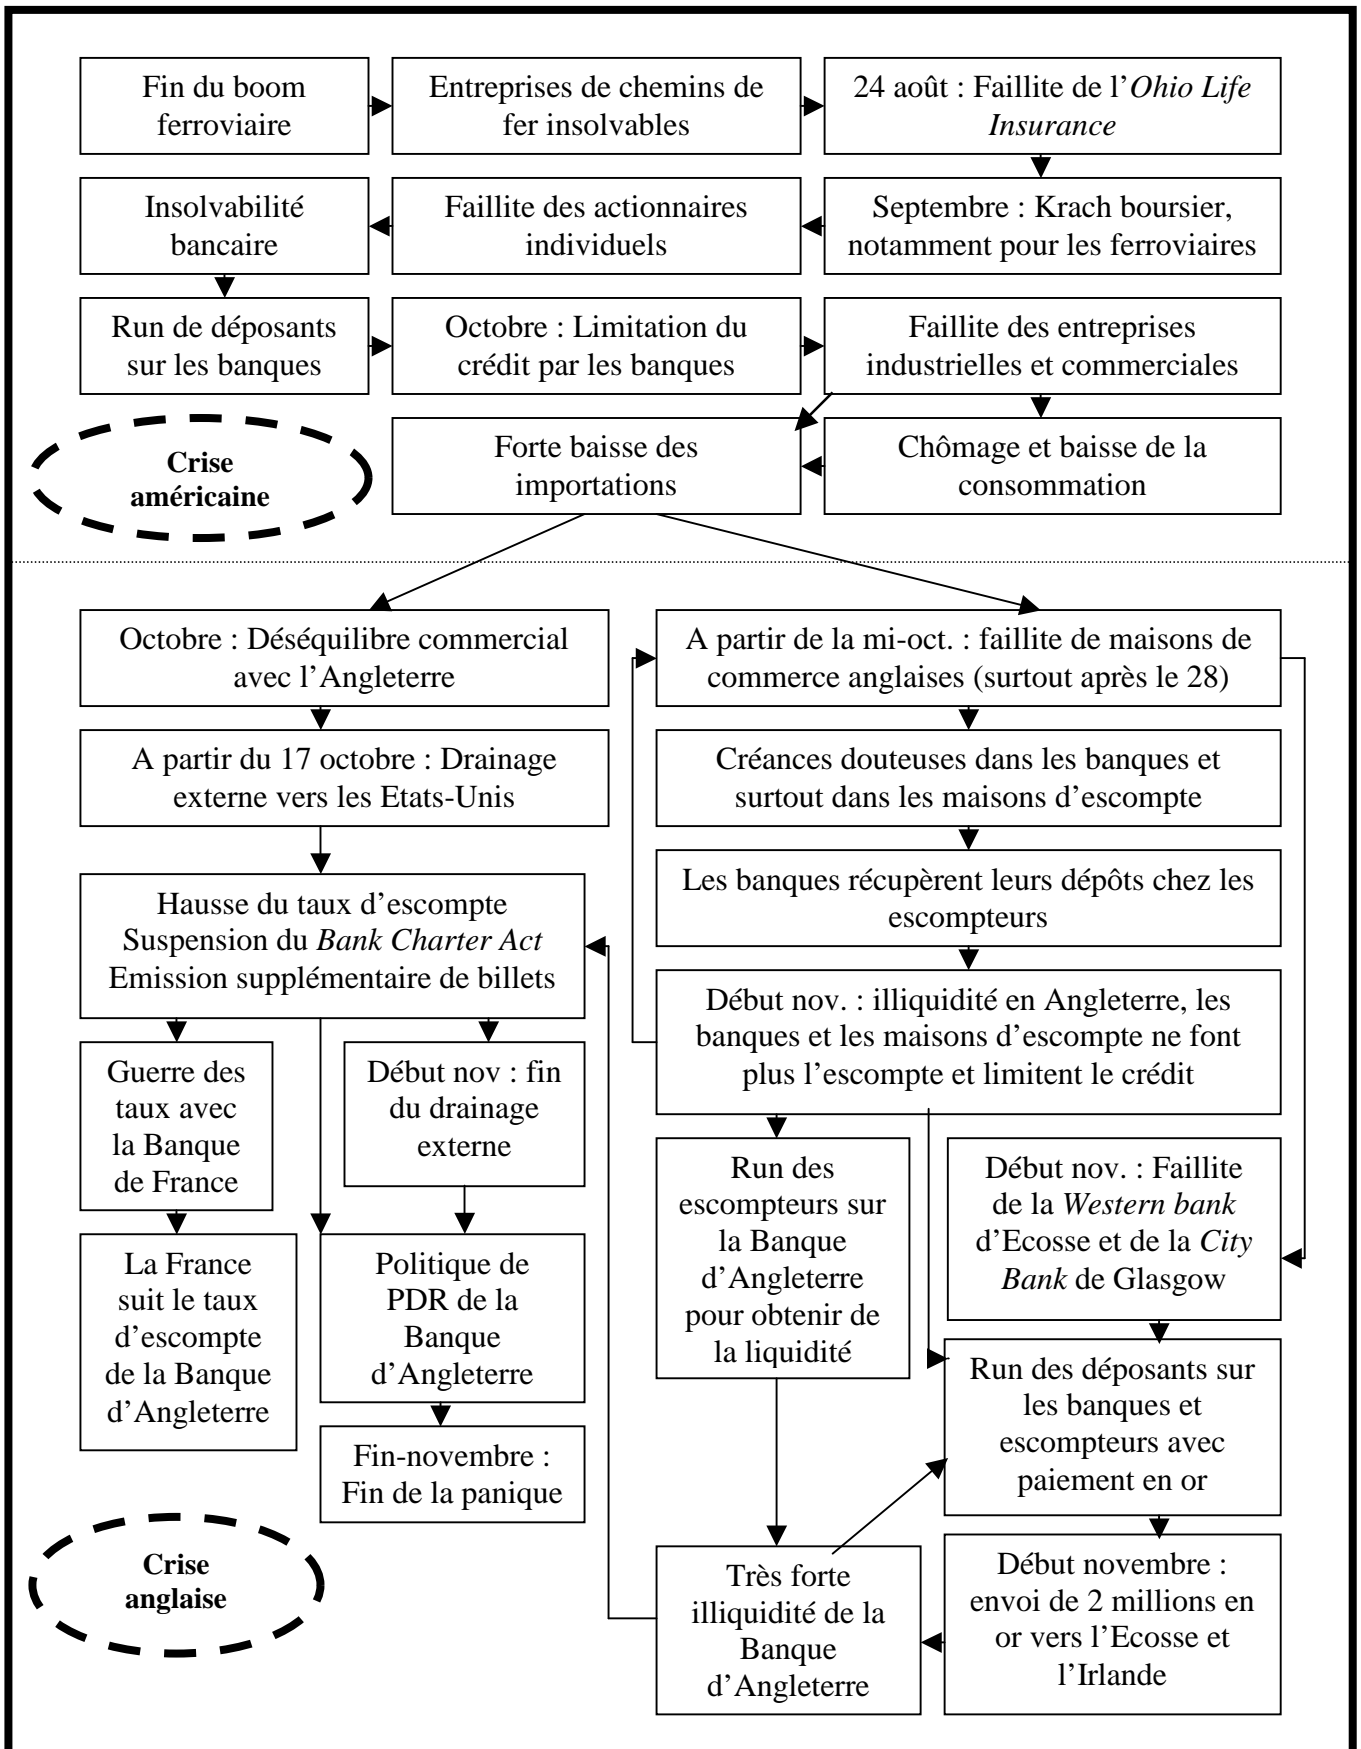 Fin du boom
ferroviaire
Entreprises de chemins de
fer insolvables
24 août : Faillite de l’Ohio Life
Insurance
Insolvabilité
bancaire
Faillite des actionnaires
individuels
Septembre : Krach boursier,
notamment pour les ferroviaires
Run de déposants
sur les banques
Octobre : Limitation du
crédit par les banques
Faillite des entreprises
industrielles et commerciales
Crise
américaine
Forte baisse des
importations
Chômage et baisse de la
consommation
Octobre : Déséquilibre commercial
avec l’Angleterre
A partir du 17 octobre : Drainage
externe vers les Etats-Unis
Hausse du taux d’escompte
Suspension du Bank Charter Act
Emission supplémentaire de billets
Guerre des
taux avec
la Banque
de France
Début nov : fin
du drainage
externe
La France
suit le taux
d’escompte
de la Banque
d’Angleterre
Politique de
PDR de la
Banque
d’Angleterre
Fin-novembre :
Fin de la panique
Crise
anglaise
A partir de la mi-oct. : faillite de maisons de
commerce anglaises (surtout après le 28)
Créances douteuses dans les banques et
surtout dans les maisons d’escompte
Les banques récupèrent leurs dépôts chez les
escompteurs
Début nov. : illiquidité en Angleterre, les
banques et les maisons d’escompte ne font
plus l’escompte et limitent le crédit
Run des
escompteurs sur
la Banque
d’Angleterre
pour obtenir de
la liquidité
Début nov. : Faillite
de la Western bank
d’Ecosse et de la City
Bank de Glasgow
Run des déposants sur
les banques et
escompteurs avec
paiement en or
Très forte
illiquidité de la
Banque
d’Angleterre
Début novembre :
envoi de 2 millions en
or vers l’Ecosse et
l’Irlande